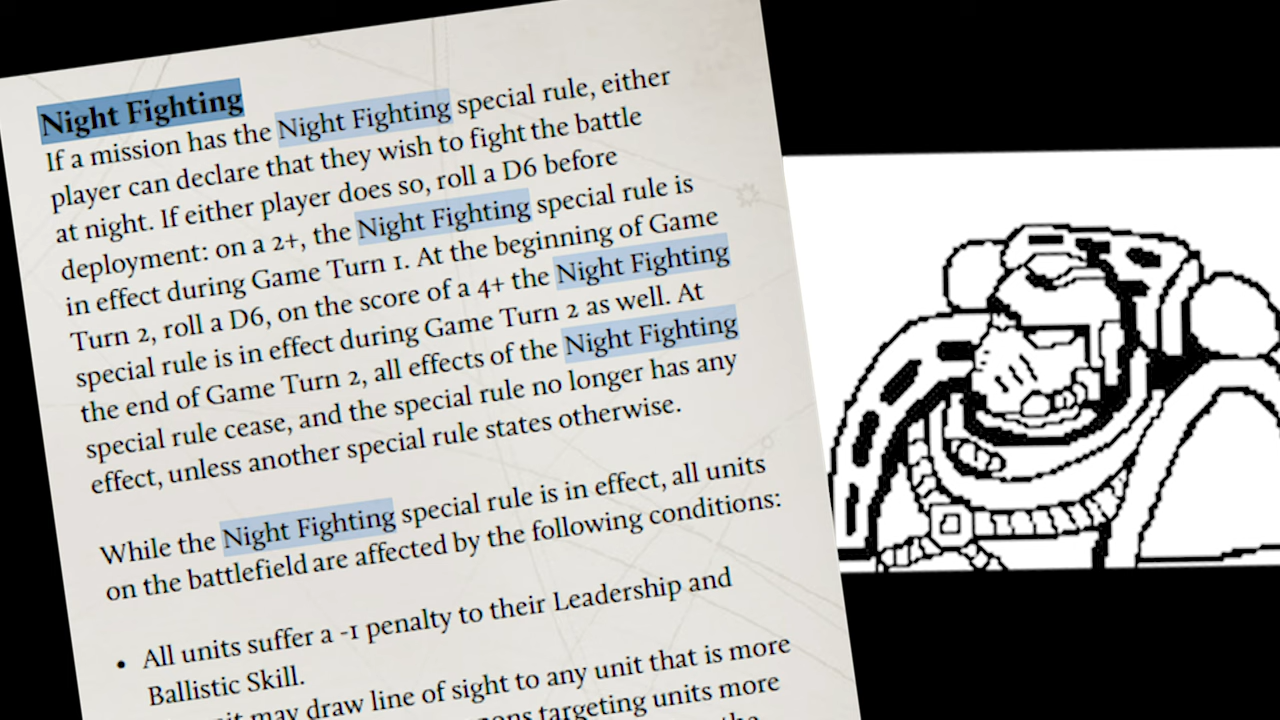 Night Fighting
If a mission has the Night Fighting special rule, either
player can declare that they wish to fight the battle
at night. If either player does so, roll a D6 before
deployment: on a 2+, the Night Fighting special rule is
in effect during Game Turn 1. At the beginning of Game
Turn 2, roll a D6, on the score of a 4+ the Night Fighting
special rule is in effect during Game Turn 2 as well. At
the end of Game Turn 2, all effects of the Night Fighting
special rule cease, and the special rule no longer has any
effect, unless another special rule states otherwise.
While the Night Fighting special rule is in effect, all units
on the battlefield are affected by the following conditions:
• All units suffer a -1 penalty to their Leadership and
Ballistic Skill.
may draw line of sight to any unit that is more
targeting units more